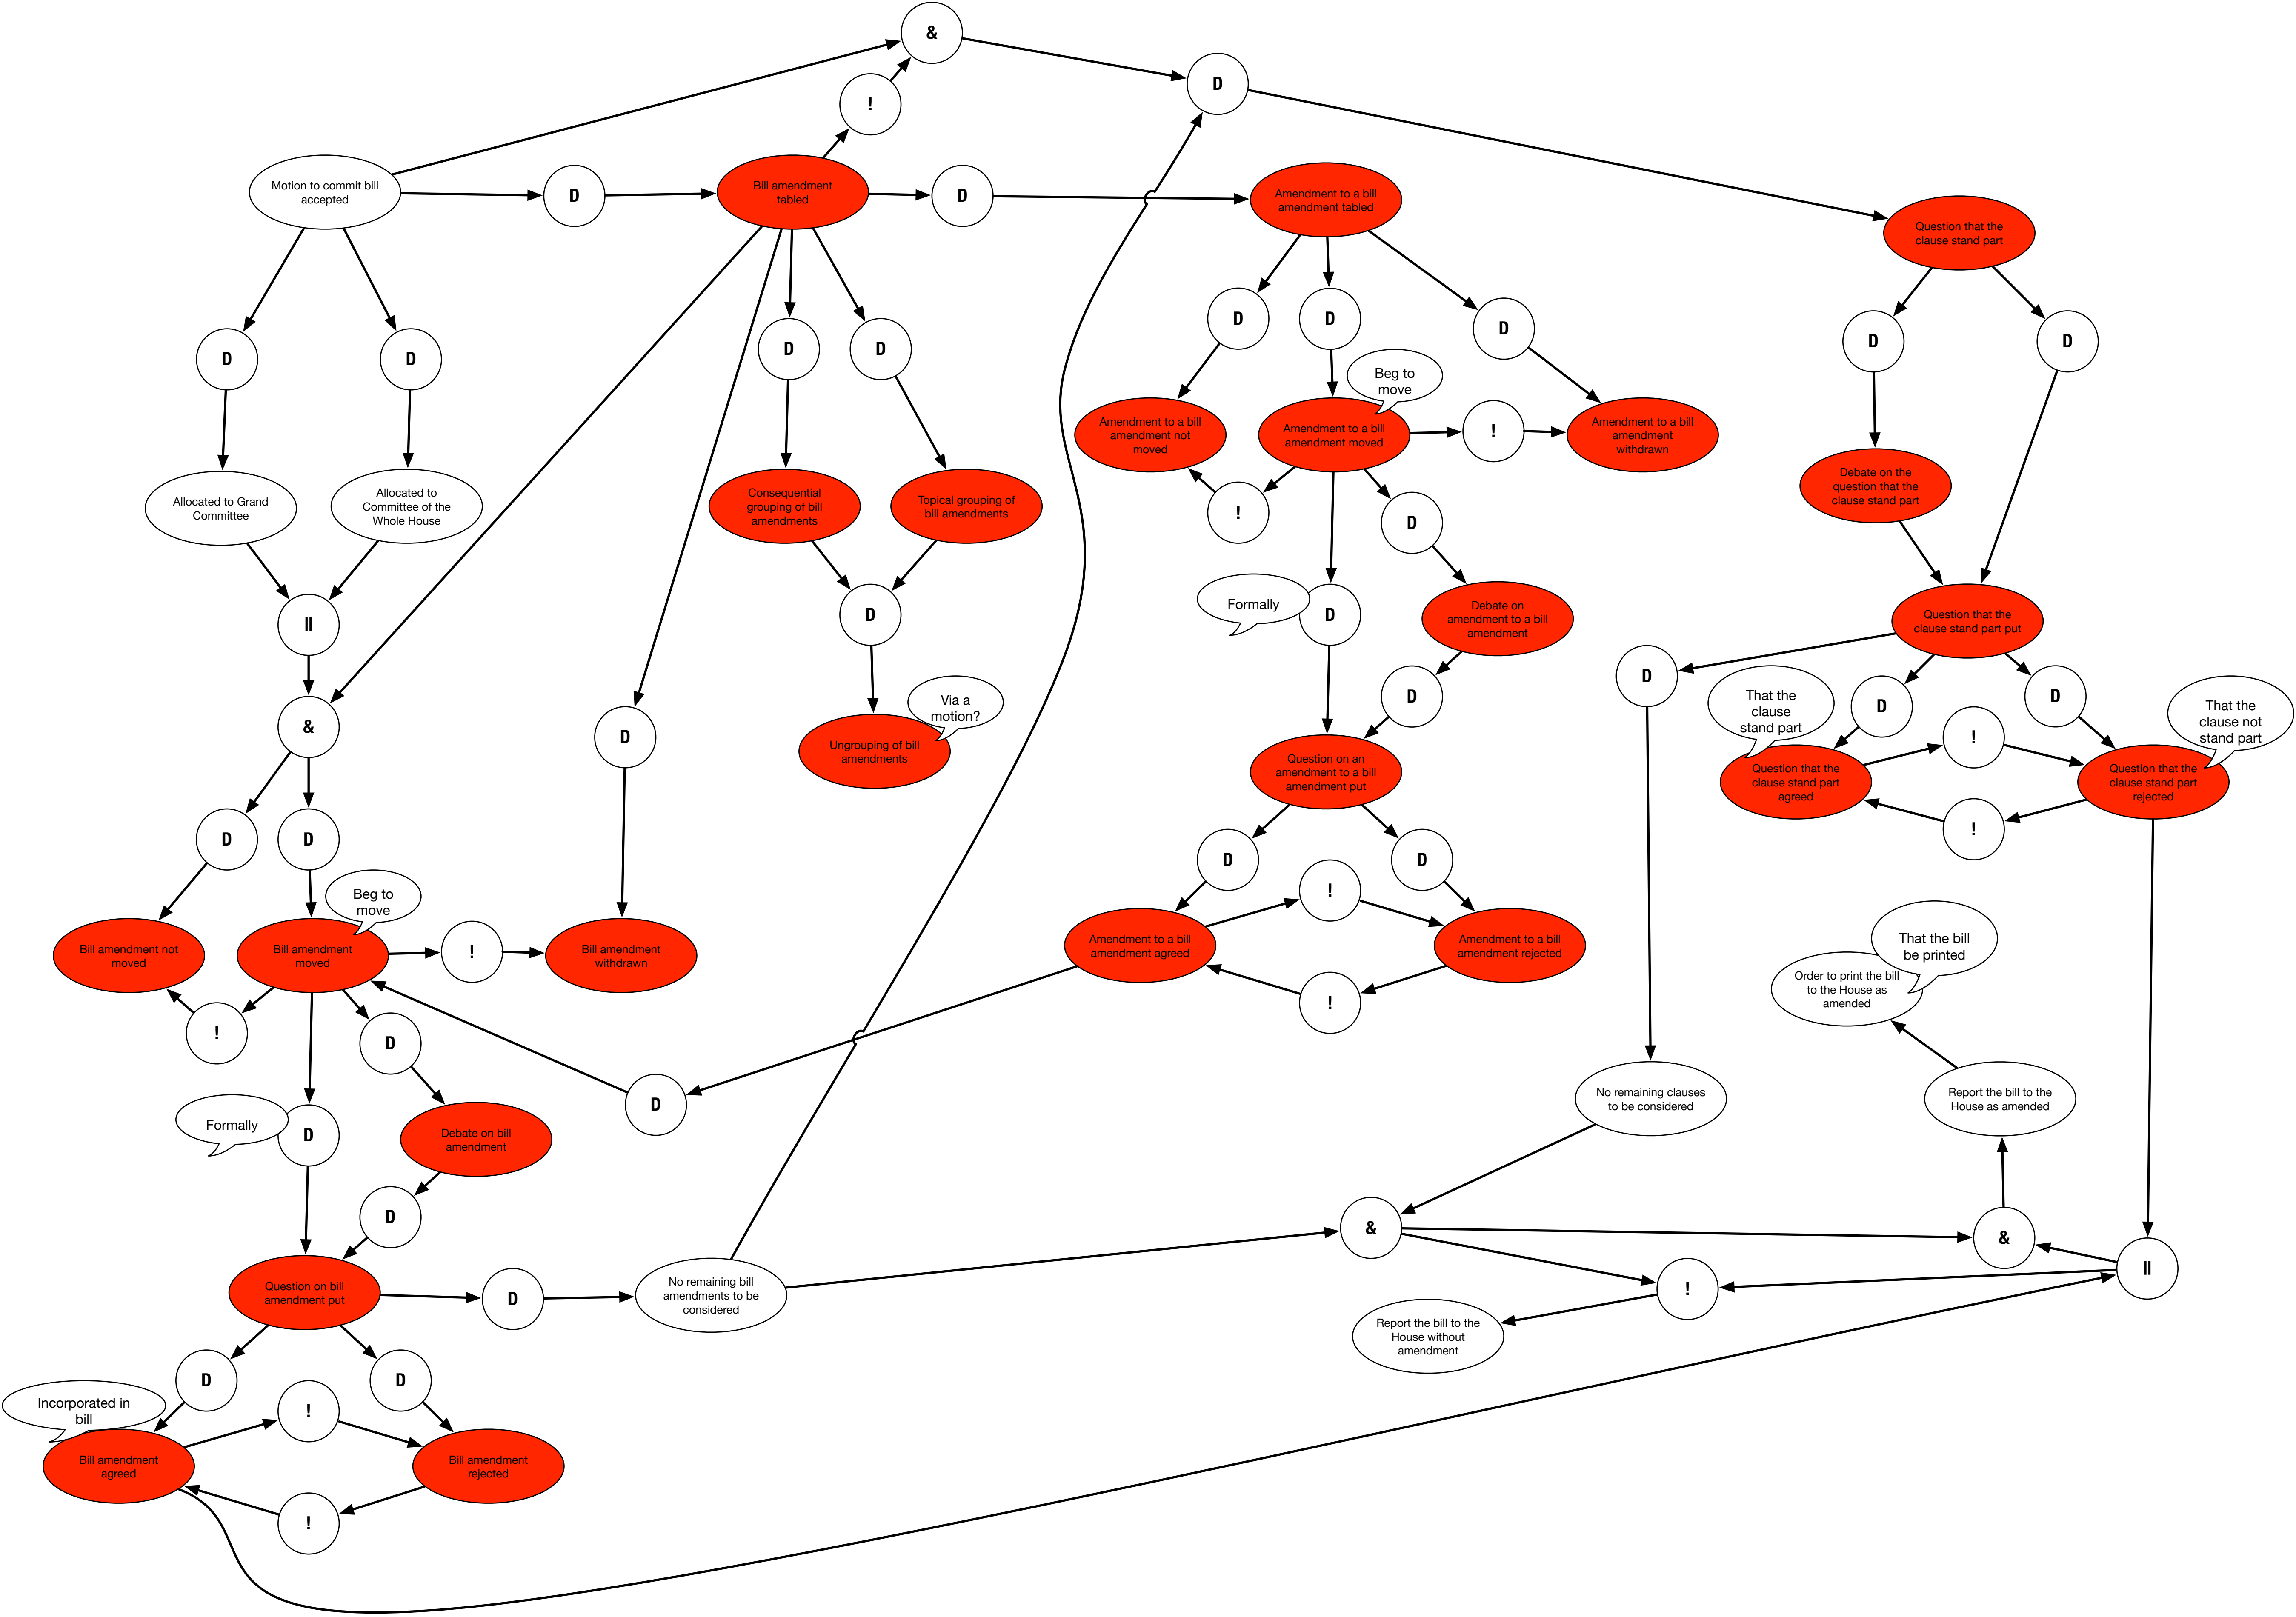 &
D
!
Motion to commit bill
accepted
D
Bill amendment
tabled
D
Amendment to a bill
amendment tabled
Question that the
clause stand part
D
D
D
D
D
D
D
D
D
Beg to
move
Amendment to a bill
amendment not
moved
Amendment to a bill
amendment moved
!
Amendment to a bill
amendment
withdrawn
Allocated to Grand
Committee
Allocated to
Committee of the
Whole House
Consequential
grouping of bill
amendments
Topical grouping of
bill amendments
!
D
Debate on the
question that the
clause stand part
||
D
Formally
D
Debate on
amendment to a bill
amendment
Question that the
clause stand part put
&
D
Via a
motion?
Ungrouping of bill
amendments
D
Question on an
amendment to a bill
amendment put
D
That the
clause
stand part
D
D
That the
clause not
stand part
!
Question that the
clause stand part
agreed
Question that the
clause stand part
rejected
!
D
D
D
D
!
Beg to
move
Bill amendment not
moved
Bill amendment
moved
!
Bill amendment
withdrawn
Amendment to a bill
amendment agreed
Amendment to a bill
amendment rejected
!
That the bill
be printed
Order to print the bill
to the House as
amended
!
D
D
No remaining clauses
to be considered
Report the bill to the
House as amended
Formally
D
Debate on bill
amendment
D
&
&
||
Question on bill
amendment put
D
No remaining bill
amendments to be
considered
!
Report the bill to the
House without
amendment
D
D
Incorporated in
bill
!
Bill amendment
agreed
Bill amendment
rejected
!